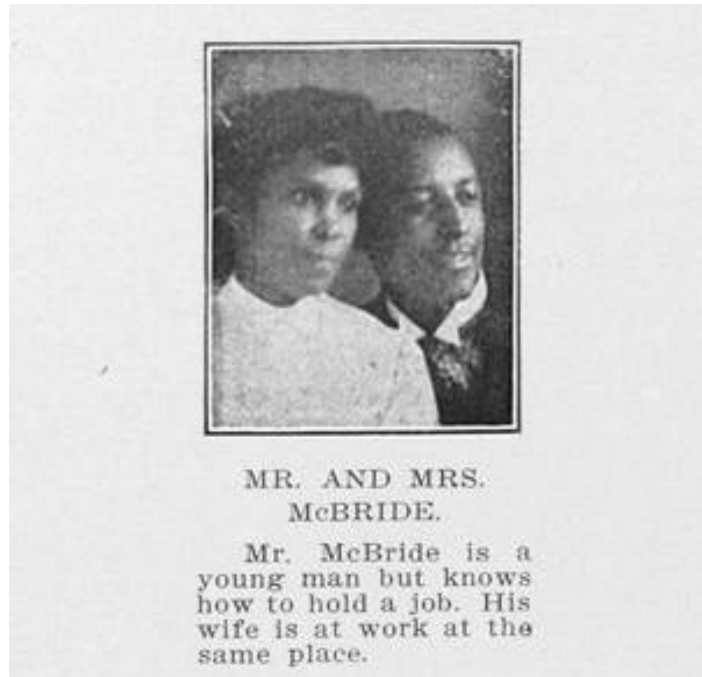 MR. AND MRS.
McBRIDE.
Mr. McBride is a
young man but knows
how to hold a job. His
wife is at work at the
same place.